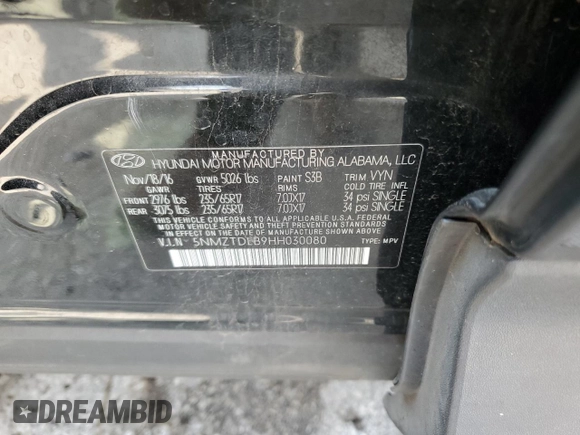 MANUFACTURED BY
HYUNDAI MOTOR MANUFACTURING ALABAMA, LLC
Nov/18/16 GVWR 5026 lbs PAINT S3B TRIM VYN
GAWR TIRES RIMS COLD TIRE INFLATION
FRONT 2976 lbs 235/65R17 7.0JX17 34 psi SINGLE
REAR 3075 lbs 235/65R17 7.0JX17 34 psi SINGLE
THIS VEHICLE CONFORMS TO ALL APPLICABLE U.S.A. FEDERAL
MOTOR VEHICLE SAFETY AND THEFT PREVENTION STANDARDS
IN EFFECT ON THE DATE OF MANUFACTURE SHOWN ABOVE.
V.I.N : 5NMZTDLB9HH030080 TYPE: MPV
DREAMBID